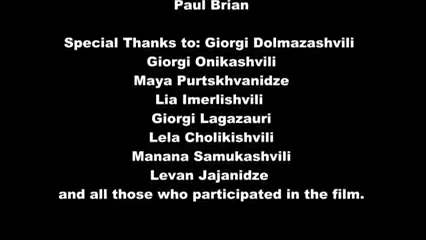 Paul Brian
Special Thanks to: Giorgi Dolmazashvili
Giorgi Onikashvili
Maya Purtskhvanidze
Lia Imerlishvili
Giorgi Lagazauri
Lela Cholikishvili
Manana Samukashvili
Levan Jajanidze
and all those who participated in the film.